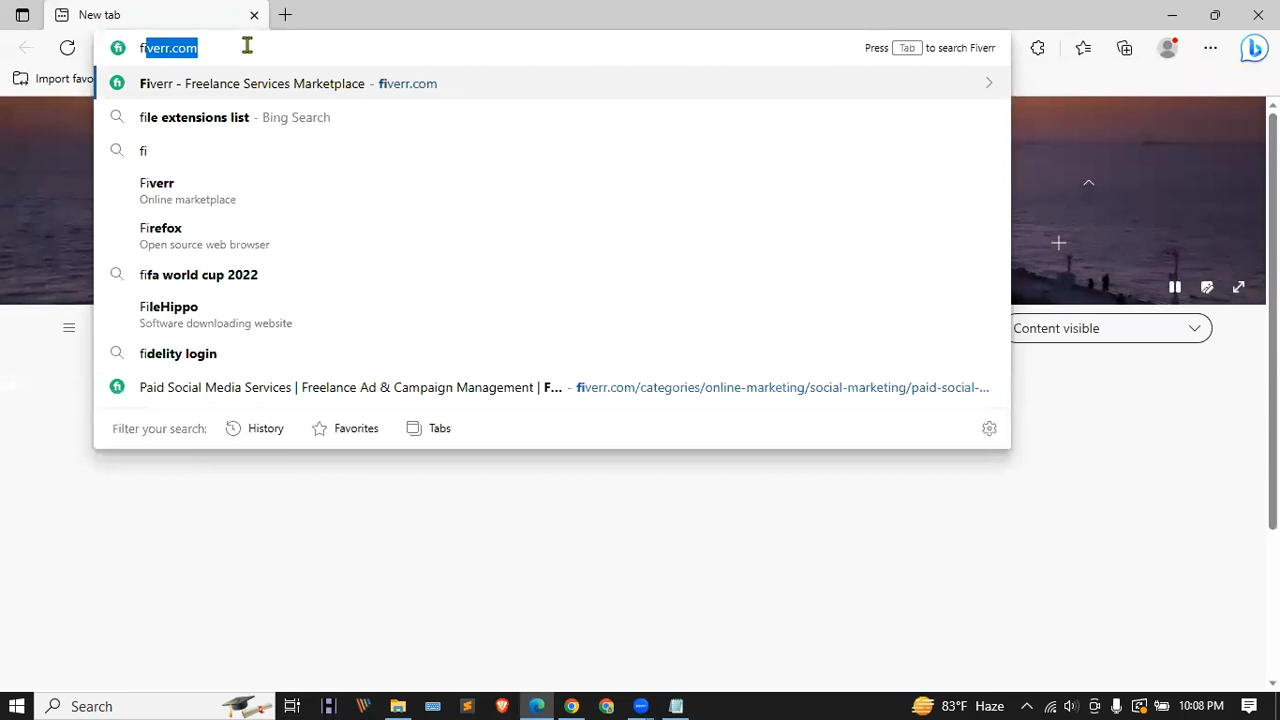 New tab
fiverr.com
Press Tab to search Fiverr
Import favo
Fiverr - Freelance Services Marketplace - fiverr.com
file extensions list - Bing Search
fi
Fiverr
Online marketplace
Firefox
Open source web browser
fifa world cup 2022
FileHippo
Software downloading website
Content visible
fidelity login
Paid Social Media Services | Freelance Ad & Campaign Management | F... - fiverr.com/categories/online-marketing/social-marketing/paid-social-...
Filter your search: History Favorites Tabs
Search
83°F Haze
10:08 PM